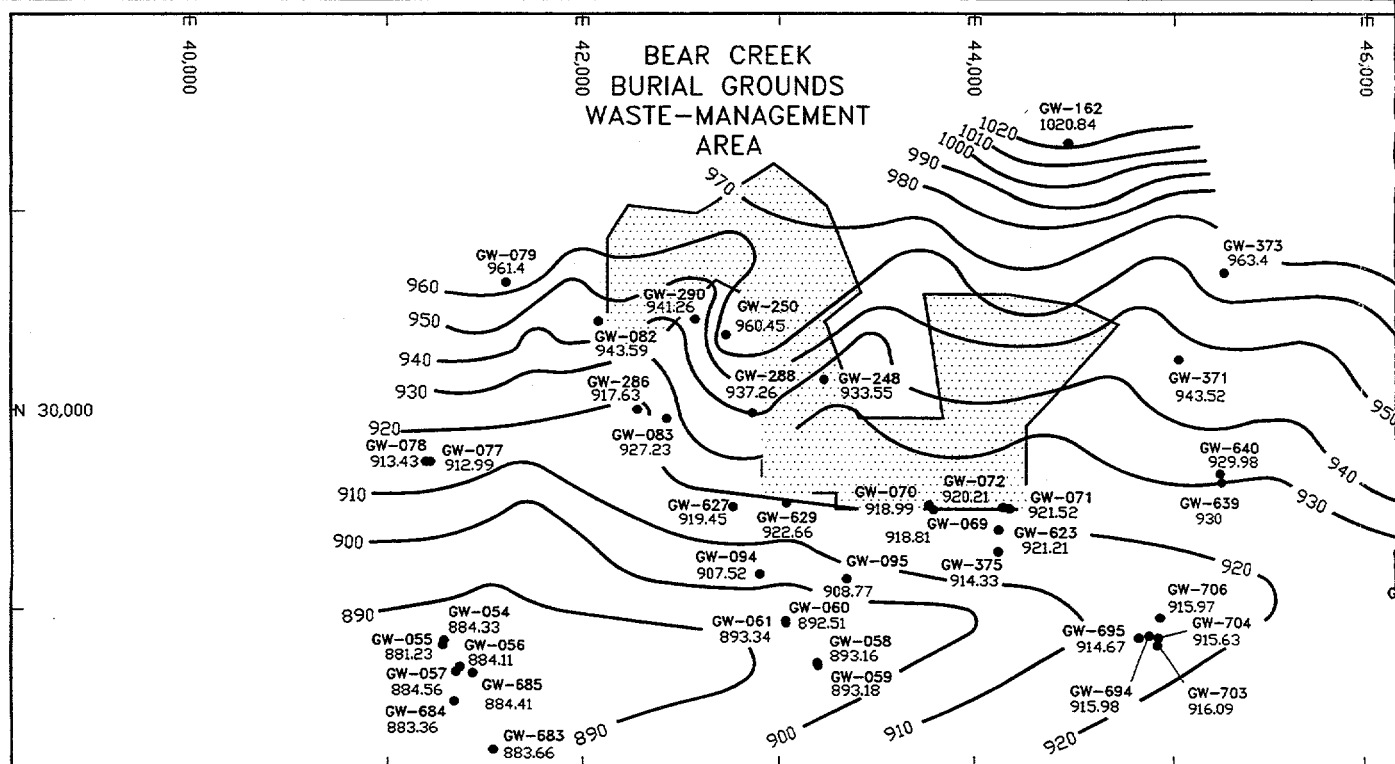 E 40,000
E 42,000
E 44,000
E 46,000
BEAR CREEK
BURIAL GROUNDS
WASTE-MANAGEMENT
AREA
GW-162
1020.84
1020
1010
1000
990
980
970
GW-079
961.4
GW-373
963.4
960
950
940
930
920
GW-290
941.26
GW-250
960.45
GW-082
943.59
GW-286
917.63
GW-288
937.26
GW-248
933.55
GW-371
943.52
950
N 30,000
GW-083
927.23
GW-078
913.43
GW-077
912.99
GW-640
929.98
940
GW-639
930
930
910
GW-627
919.45
GW-629
922.66
GW-070
918.99
GW-072
920.21
GW-071
921.52
GW-069
918.81
GW-623
921.21
900
GW-094
907.52
GW-095
908.77
GW-375
914.33
920
890
GW-054
884.33
GW-055
881.23
GW-056
884.11
GW-057
884.56
GW-685
884.41
GW-684
883.36
GW-683
883.66
GW-061
893.34
GW-060
892.51
GW-058
893.16
GW-059
893.18
GW-706
915.97
GW-695
914.67
GW-704
915.63
GW-694
915.98
GW-703
916.09
890
900
910
920
G